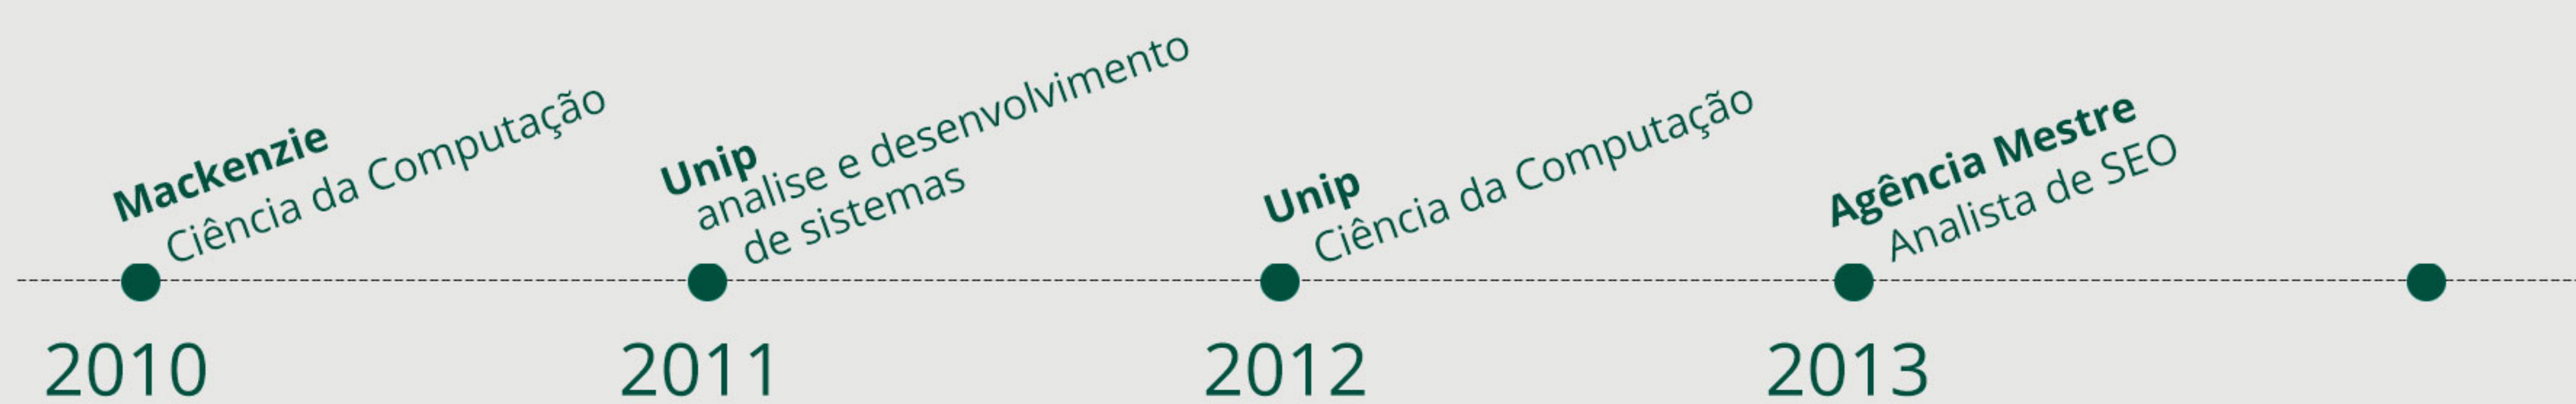 Mackenzie
Ciência da Computação
2010
Unip
analise e desenvolvimento
de sistemas
2011
Unip
Ciência da Computação
2012
Agência Mestre
Analista de SEO
2013